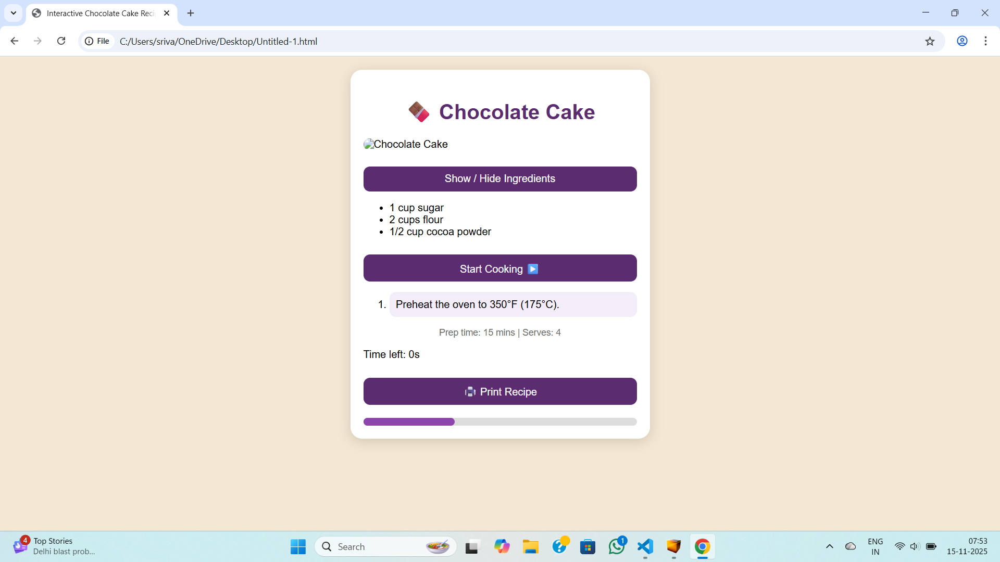 Interactive Chocolate Cake Reci
File
C:/Users/sriva/OneDrive/Desktop/Untitled-1.html
Chocolate Cake
Chocolate Cake
Show / Hide Ingredients
1 cup sugar
2 cups flour
1/2 cup cocoa powder
Start Cooking
1. Preheat the oven to 350°F (175°C).
Prep time: 15 mins | Serves: 4
Time left: 0s
Print Recipe
4
Top Stories
Delhi blast prob...
Search
1
ENG
IN
07:53
15-11-2025